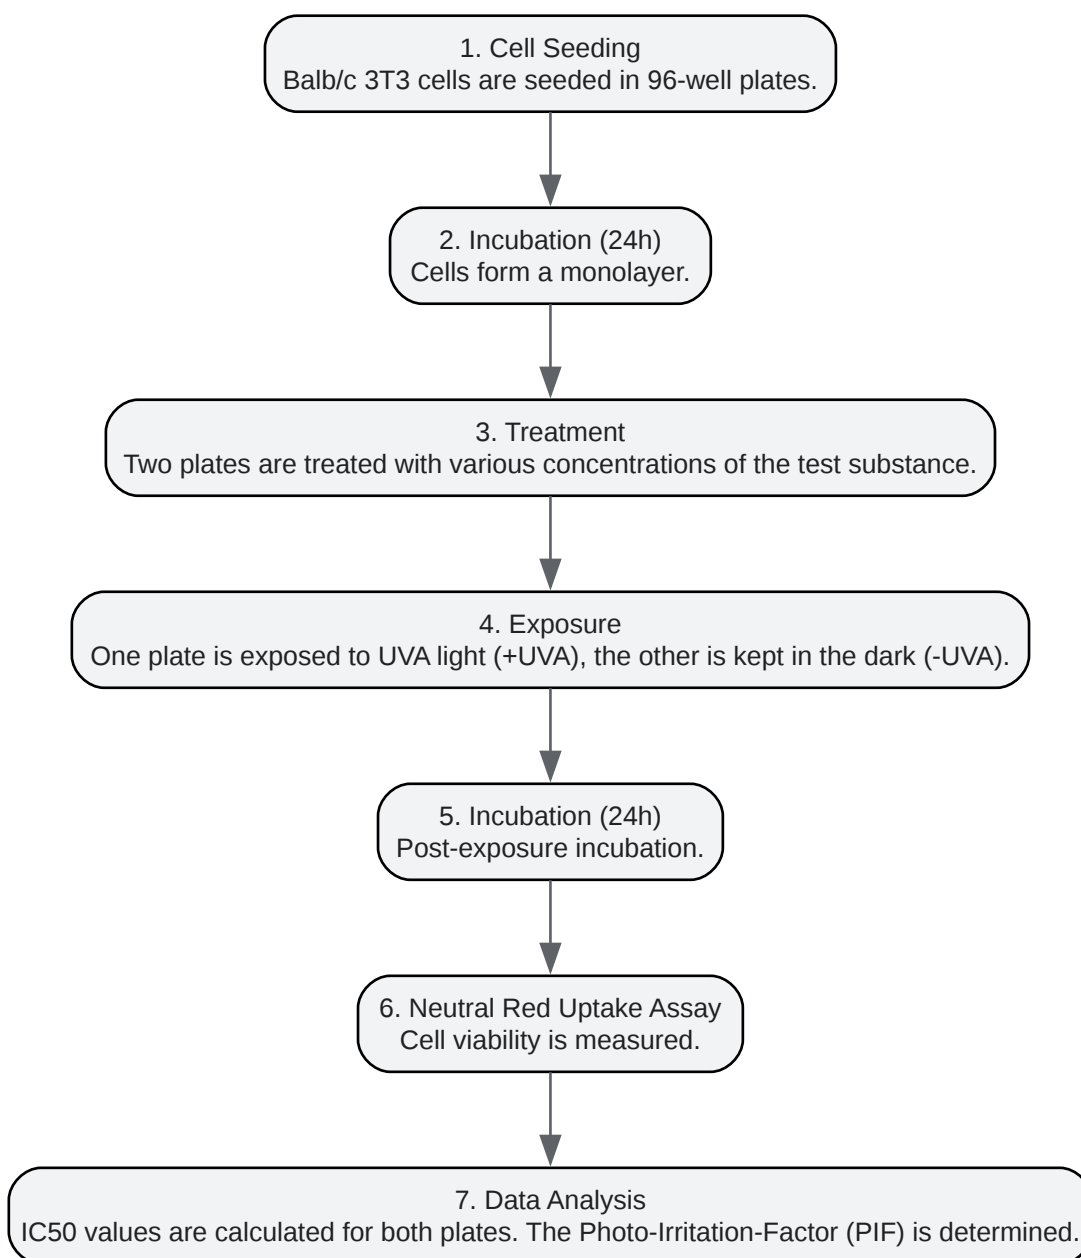 1. Cell Seeding
Balb/c 3T3 cells are seeded in 96-well plates.
2. Incubation (24h)
Cells form a monolayer.
3. Treatment
Two plates are treated with various concentrations of the test substance.
4. Exposure
One plate is exposed to UVA light (+UVA), the other is kept in the dark (-UVA).
5. Incubation (24h)
Post-exposure incubation.
6. Neutral Red Uptake Assay
Cell viability is measured.
7. Data Analysis
IC50 values are calculated for both plates. The Photo-Irritation-Factor (PIF) is determined.